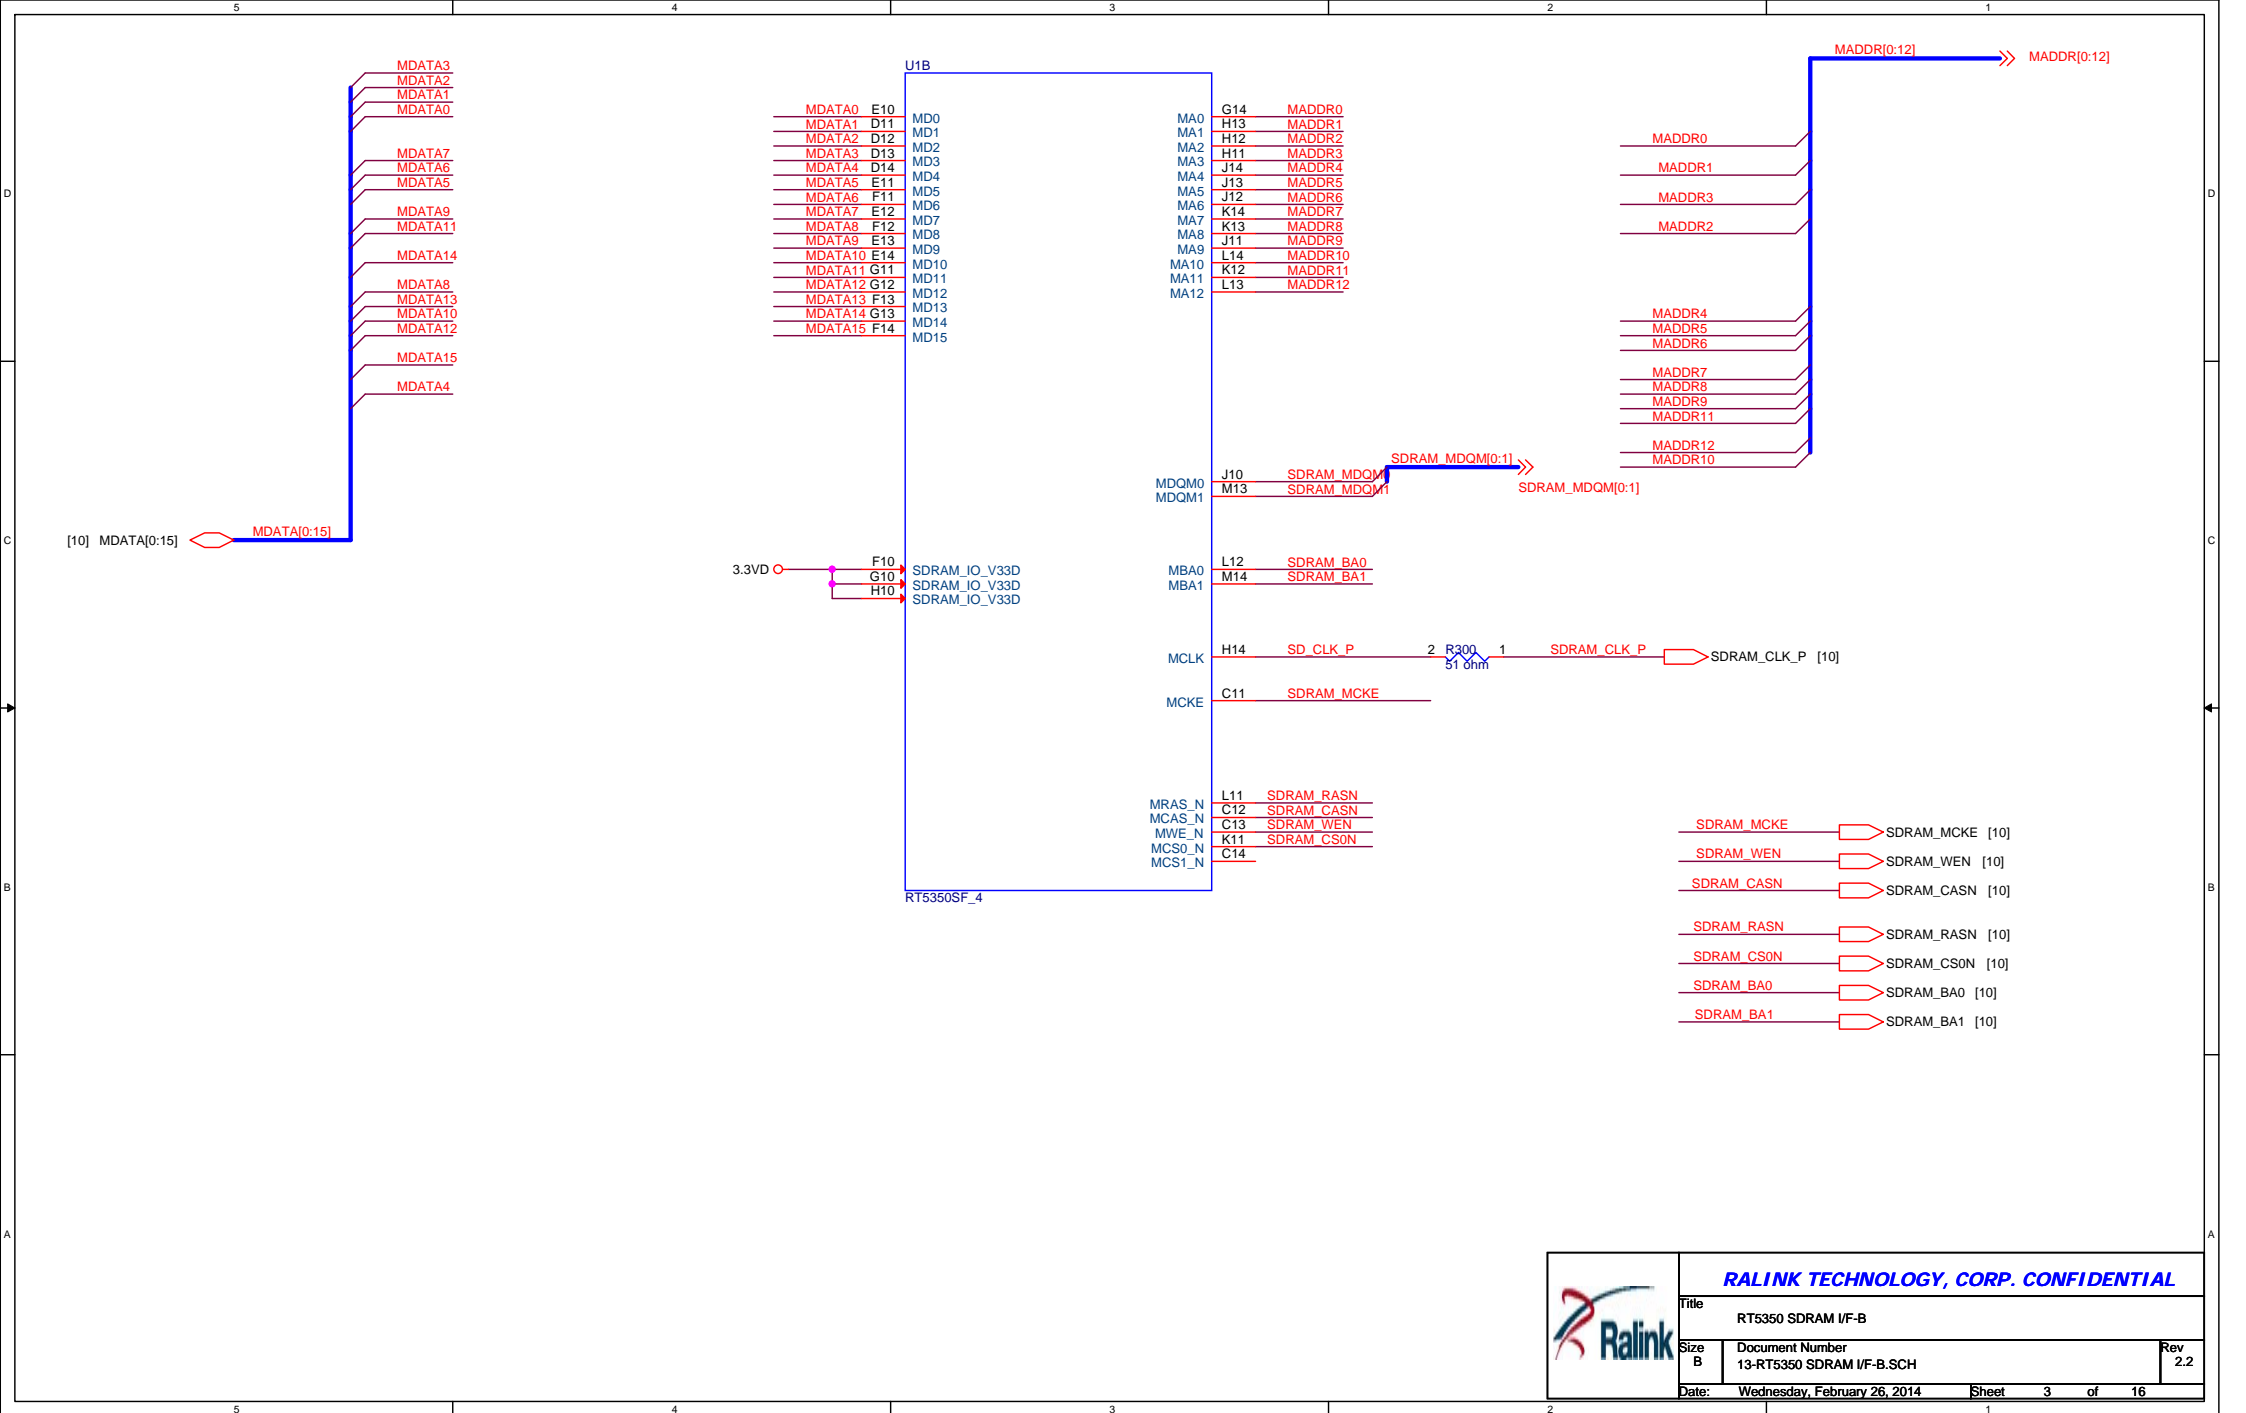 5 4 3 2 1
MDATA3
MDATA2
MDATA1
MDATA0
MDATA7
MDATA6
MDATA5
MDATA9
MDATA11
MDATA14
MDATA8
MDATA13
MDATA10
MDATA12
MDATA15
MDATA4
[10] MDATA[0:15]
MDATA[0:15]
U1B
MDATA0 E10 MD0
MDATA1 D11 MD1
MDATA2 D12 MD2
MDATA3 D13 MD3
MDATA4 D14 MD4
MDATA5 E11 MD5
MDATA6 F11 MD6
MDATA7 E12 MD7
MDATA8 F12 MD8
MDATA9 E13 MD9
MDATA10 E14 MD10
MDATA11 G11 MD11
MDATA12 G12 MD12
MDATA13 F13 MD13
MDATA14 G13 MD14
MDATA15 F14 MD15
3.3VD
F10 SDRAM_IO_V33D
G10 SDRAM_IO_V33D
H10 SDRAM_IO_V33D
MA0 G14 MADDR0
MA1 H13 MADDR1
MA2 H12 MADDR2
MA3 H11 MADDR3
MA4 J14 MADDR4
MA5 J13 MADDR5
MA6 J12 MADDR6
MA7 K14 MADDR7
MA8 K13 MADDR8
MA9 J11 MADDR9
MA10 L14 MADDR10
MA11 K12 MADDR11
MA12 L13 MADDR12
MDQM0 J10 SDRAM_MDQM0
MDQM1 M13 SDRAM_MDQM1
SDRAM_MDQM[0:1]
SDRAM_MDQM[0:1]
MBA0 L12 SDRAM_BA0
MBA1 M14 SDRAM_BA1
MCLK H14 SD_CLK_P 2 R300 1 SDRAM_CLK_P SDRAM_CLK_P [10]
51 ohm
MCKE C11 SDRAM_MCKE
MRAS_N L11 SDRAM_RASN
MCAS_N C12 SDRAM_CASN
MWE_N C13 SDRAM_WEN
MCS0_N K11 SDRAM_CS0N
MCS1_N C14
RT5350SF_4
MADDR[0:12] MADDR[0:12]
MADDR0
MADDR1
MADDR3
MADDR2
MADDR4
MADDR5
MADDR6
MADDR7
MADDR8
MADDR9
MADDR11
MADDR12
MADDR10
SDRAM_MCKE SDRAM_MCKE [10]
SDRAM_WEN SDRAM_WEN [10]
SDRAM_CASN SDRAM_CASN [10]
SDRAM_RASN SDRAM_RASN [10]
SDRAM_CS0N SDRAM_CS0N [10]
SDRAM_BA0 SDRAM_BA0 [10]
SDRAM_BA1 SDRAM_BA1 [10]
D D
C C
B B
A A
Ralink
RALINK TECHNOLOGY, CORP. CONFIDENTIAL
Title
RT5350 SDRAM I/F-B
Size Document Number Rev
B 13-RT5350 SDRAM I/F-B.SCH 2.2
Date: Wednesday, February 26, 2014 Sheet 3 of 16
5 4 3 2 1